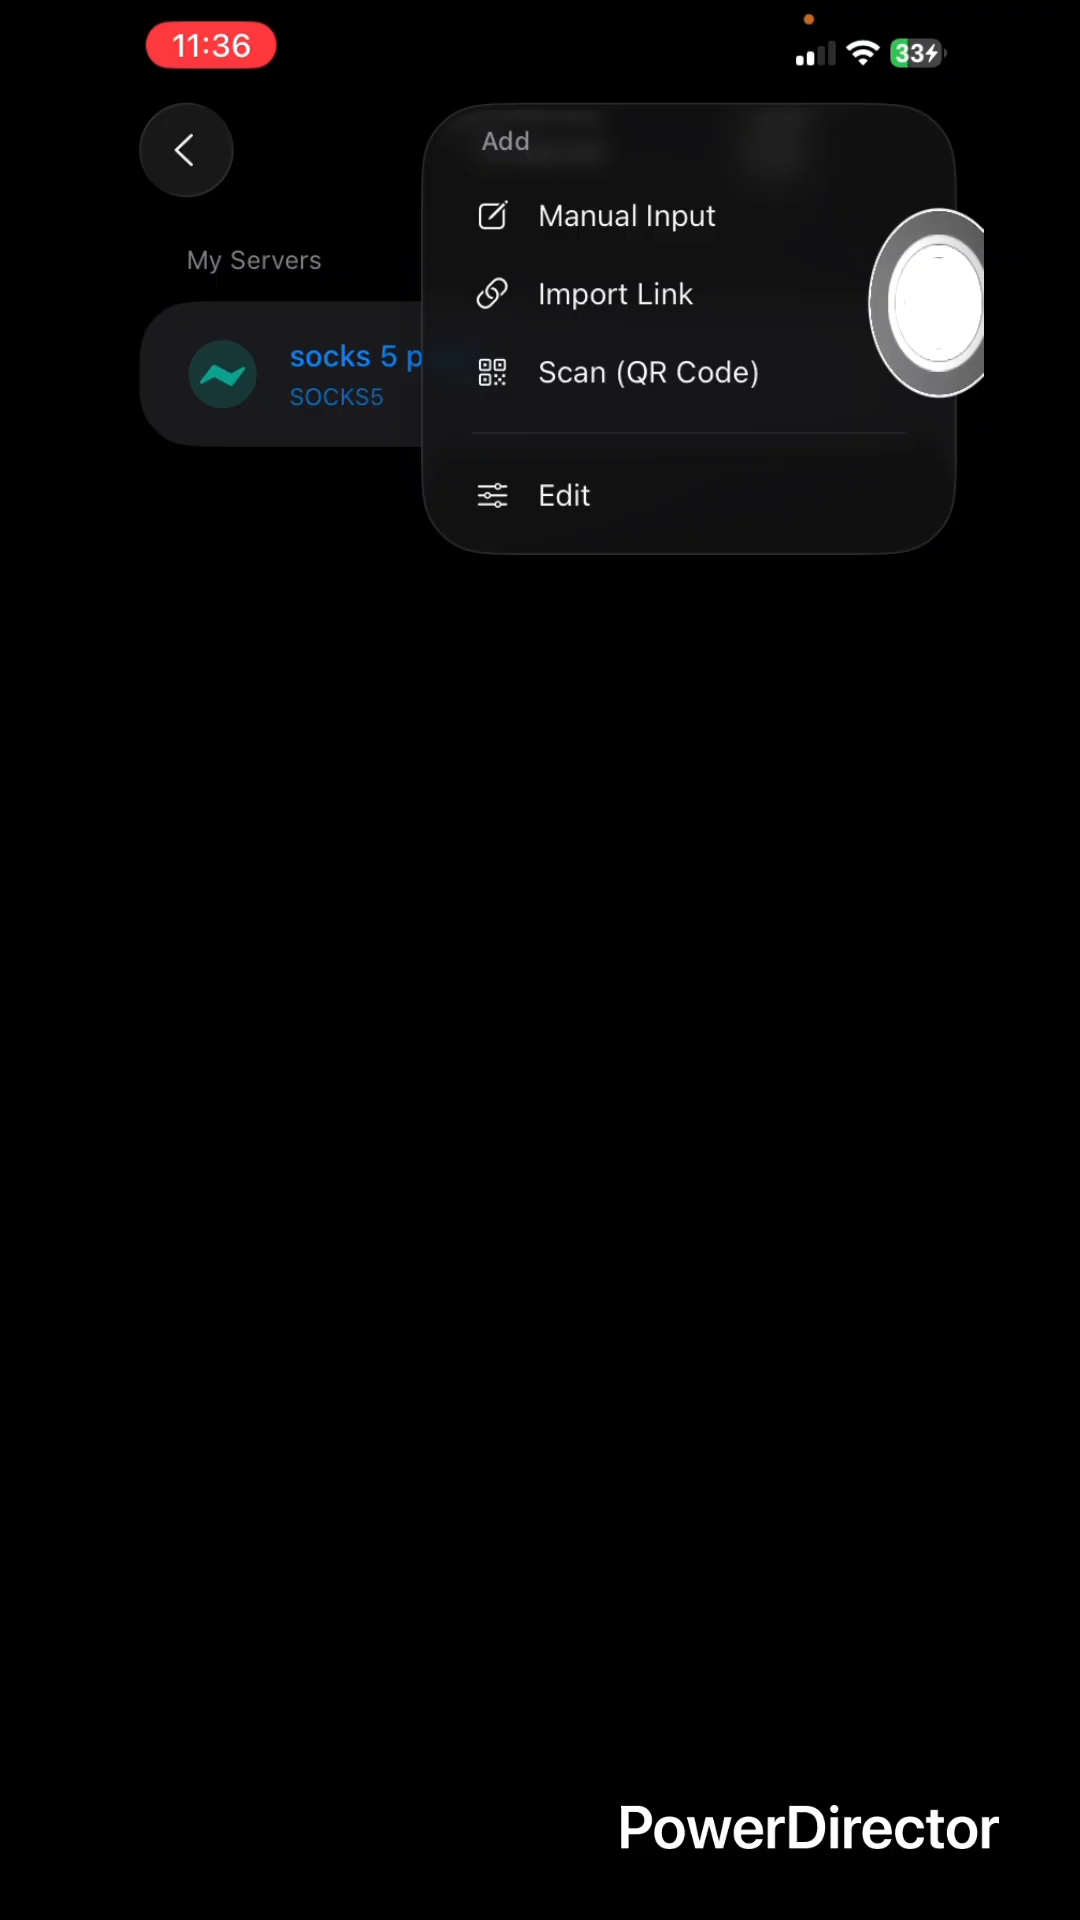 11:36
33
Add
Manual Input
My Servers
Import Link
socks 5 p
SOCKS5
Scan (QR Code)
Edit
PowerDirector